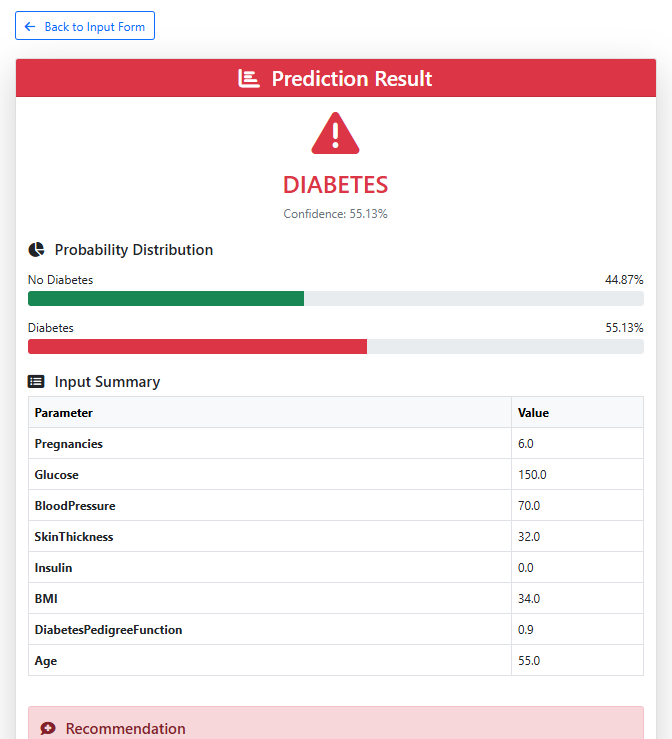 Back to Input Form
Prediction Result
DIABETES
Confidence: 55.13%
Probability Distribution
No Diabetes 44.87%
Diabetes 55.13%
Input Summary
Parameter Value
Pregnancies 6.0
Glucose 150.0
BloodPressure 70.0
SkinThickness 32.0
Insulin 0.0
BMI 34.0
DiabetesPedigreeFunction 0.9
Age 55.0
Recommendation